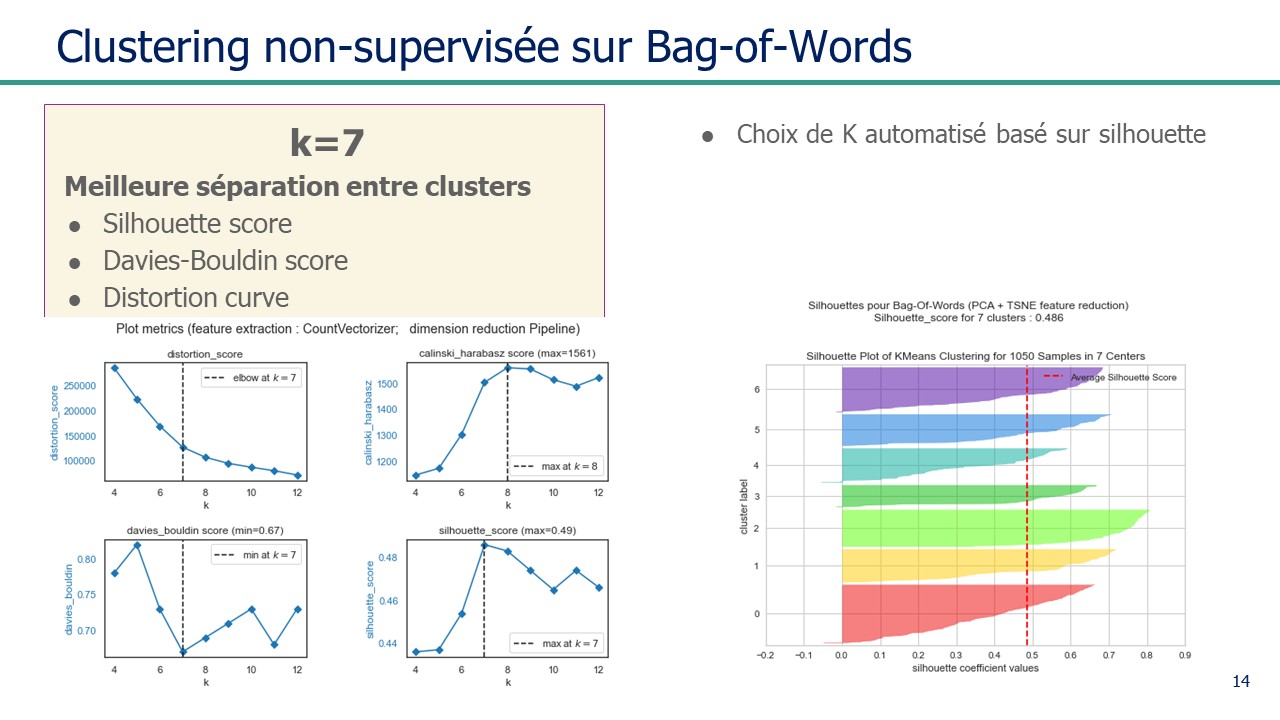 Clustering non-supervisée sur Bag-of-Words
k=7
Meilleure séparation entre clusters
● Silhouette score
● Davies-Bouldin score
● Distortion curve
● Choix de K automatisé basé sur silhouette
Plot metrics (feature extraction : CountVectorizer; dimension reduction Pipeline)
distortion_score
elbow at k = 7
distortion_score
250000
200000
150000
100000
4 6 8 10 12
k
calinski_harabasz score (max=1561)
max at k = 8
calinski_harabasz
1500
1400
1300
1200
4 6 8 10 12
k
davies_bouldin score (min=0.67)
min at k = 7
davies_bouldin
0.80
0.75
0.70
4 6 8 10 12
k
silhouette_score (max=0.49)
max at k = 7
silhouette_score
0.48
0.46
0.44
4 6 8 10 12
k
Silhouettes pour Bag-Of-Words (PCA + TSNE feature reduction)
Silhouette_score for 7 clusters : 0.486
Silhouette Plot of KMeans Clustering for 1050 Samples in 7 Centers
Average Silhouette Score
cluster label
6
5
4
3
2
1
0
−0.2 −0.1 0.0 0.1 0.2 0.3 0.4 0.5 0.6 0.7 0.8 0.9
silhouette coefficient values
14